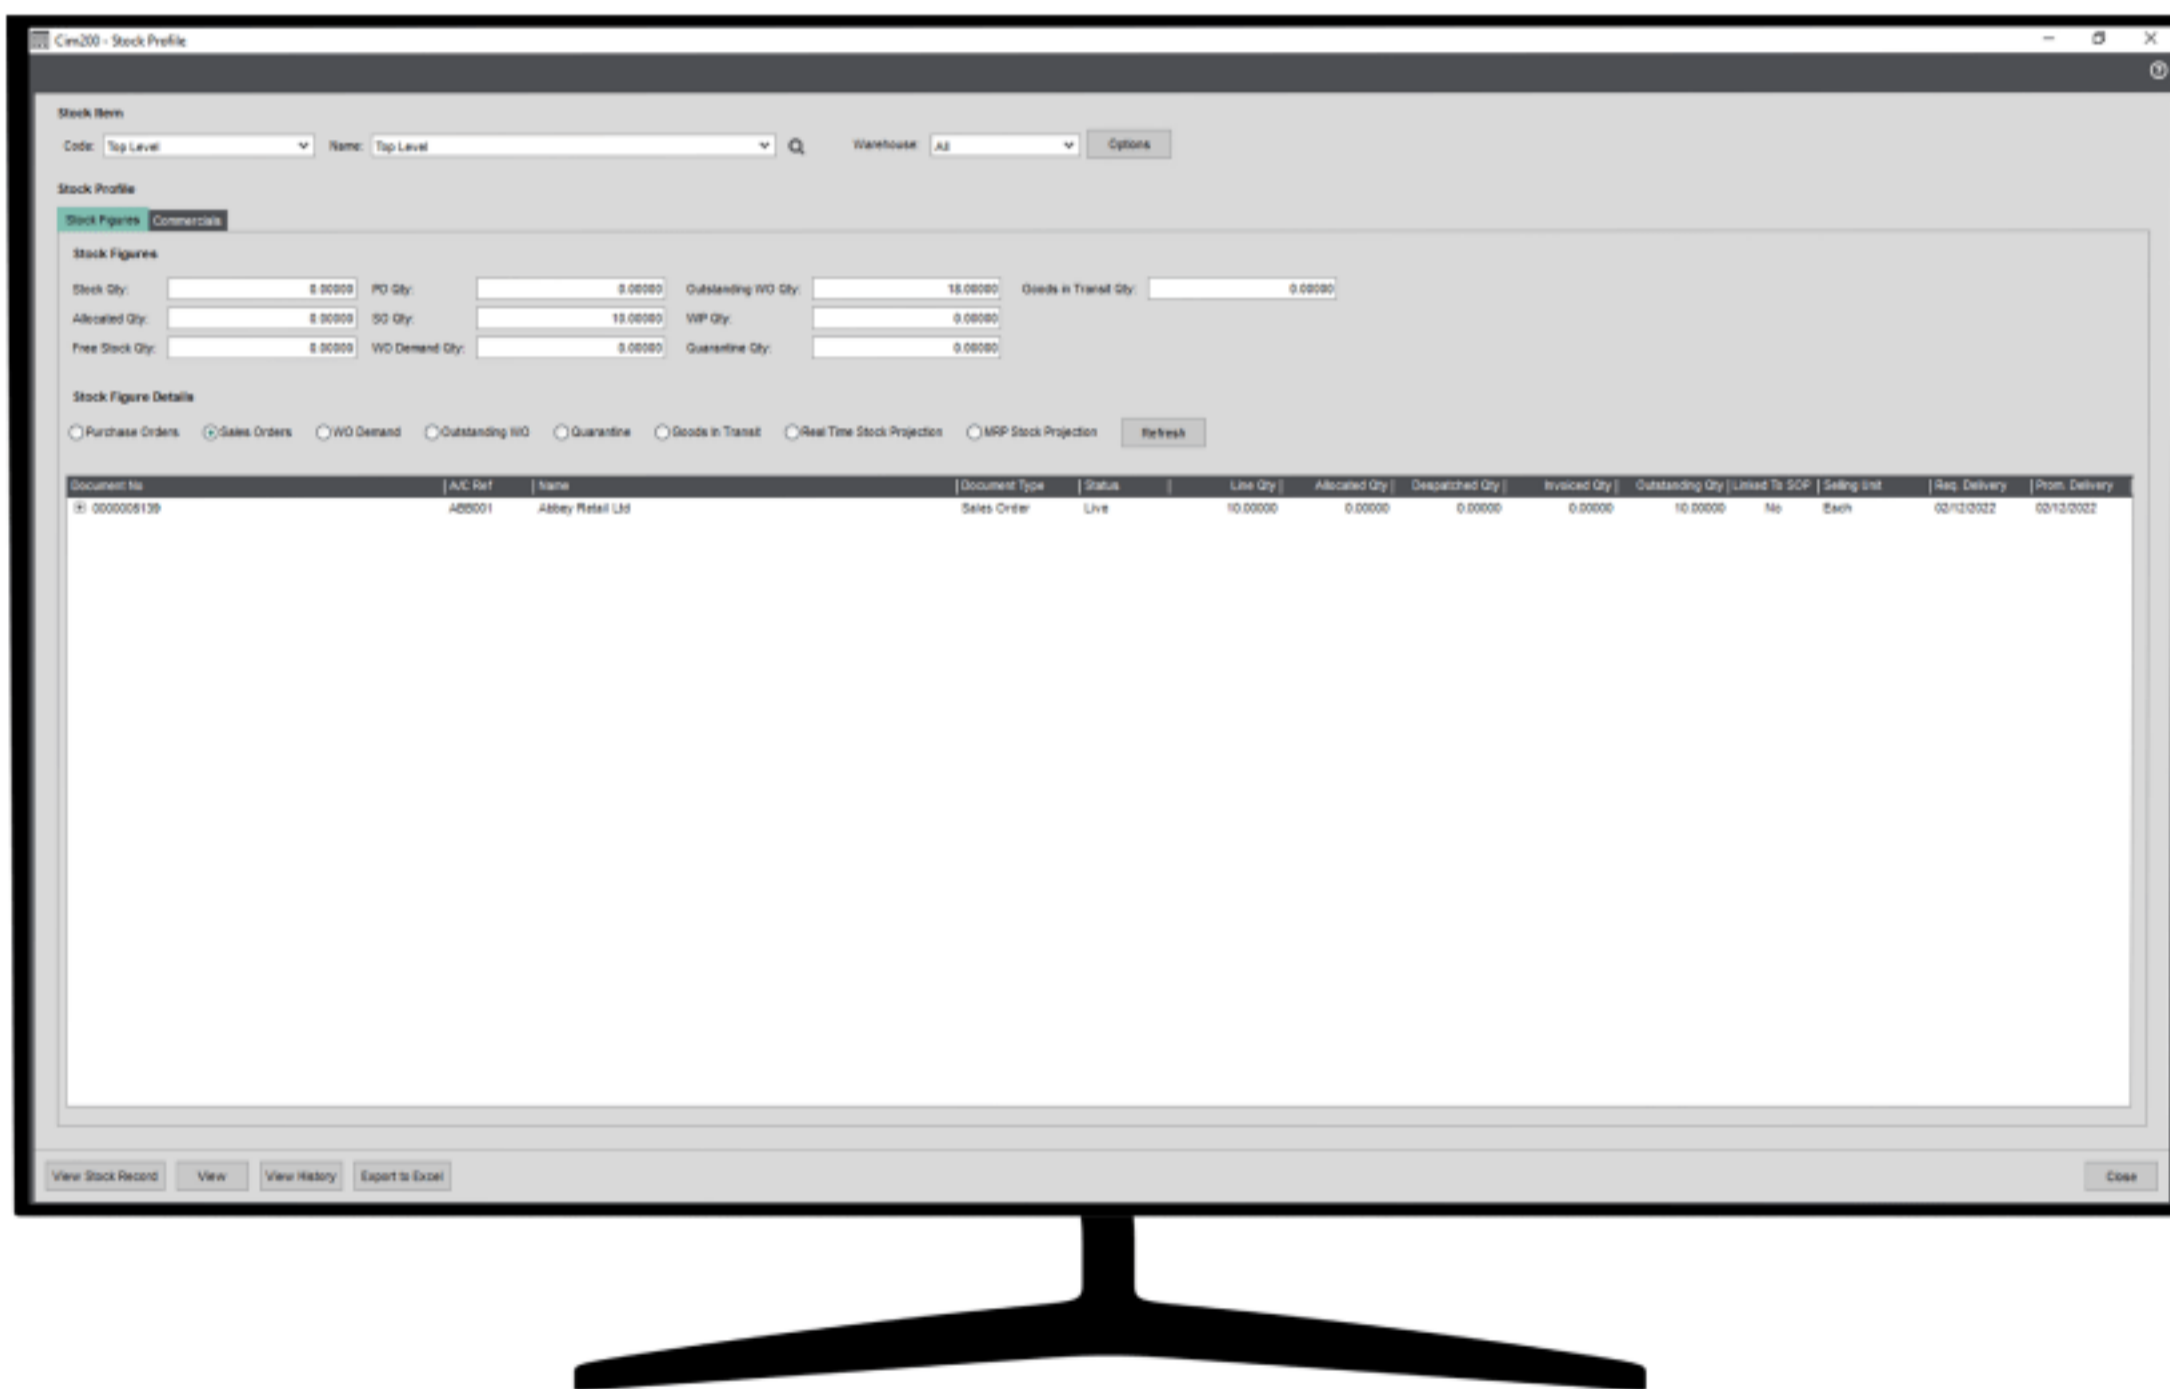 Cim200 - Stock Profile
Stock Item
Code: Top Level Name: Top Level Warehouse: All Options
Stock Profile
Stock Figures Commercials
Stock Figures
Stock Qty: 0.00000 PO Qty: 0.00000 Outstanding WO Qty: Goods in Transit Qty: 0.00000
Allocated Qty: 0.00000 SO Qty: 10.00000 WIP Qty: 0.00000
Free Stock Qty: 0.00000 WO Demand Qty: 0.00000 Quarantine Qty: 0.00000
Stock Figure Details
Purchase Orders Sales Orders WO Demand Outstanding WO Quarantine Goods In Transit Real Time Stock Projection MRP Stock Projection Refresh
Document No A/C Ref Name Document Type Status Line Qty Allocated Qty Despatched Qty Invoiced Qty Outstanding Qty Linked To SOP Selling Unit Req. Delivery Prom. Delivery
ABB001 Abbey Retail Ltd Sales Order Live 10.00000 0.00000 0.00000 0.00000 10.00000 No Each 02/12/2022 02/12/2022
View Stock Record View View History Export to Excel Close